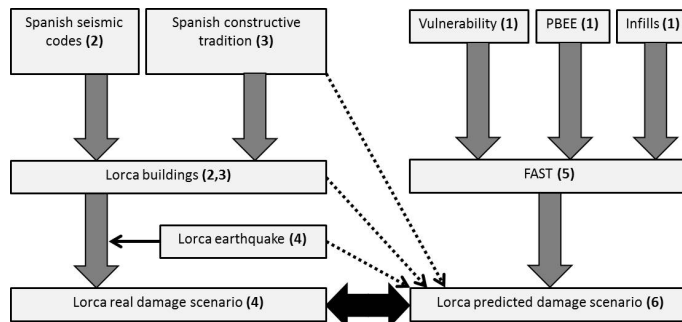 Spanish seismic
codes (2)
Spanish constructive
tradition (3)
Vulnerability (1)
PBEE (1)
Infills (1)
Lorca buildings (2,3)
FAST (5)
Lorca earthquake (4)
Lorca real damage scenario (4)
Lorca predicted damage scenario (6)